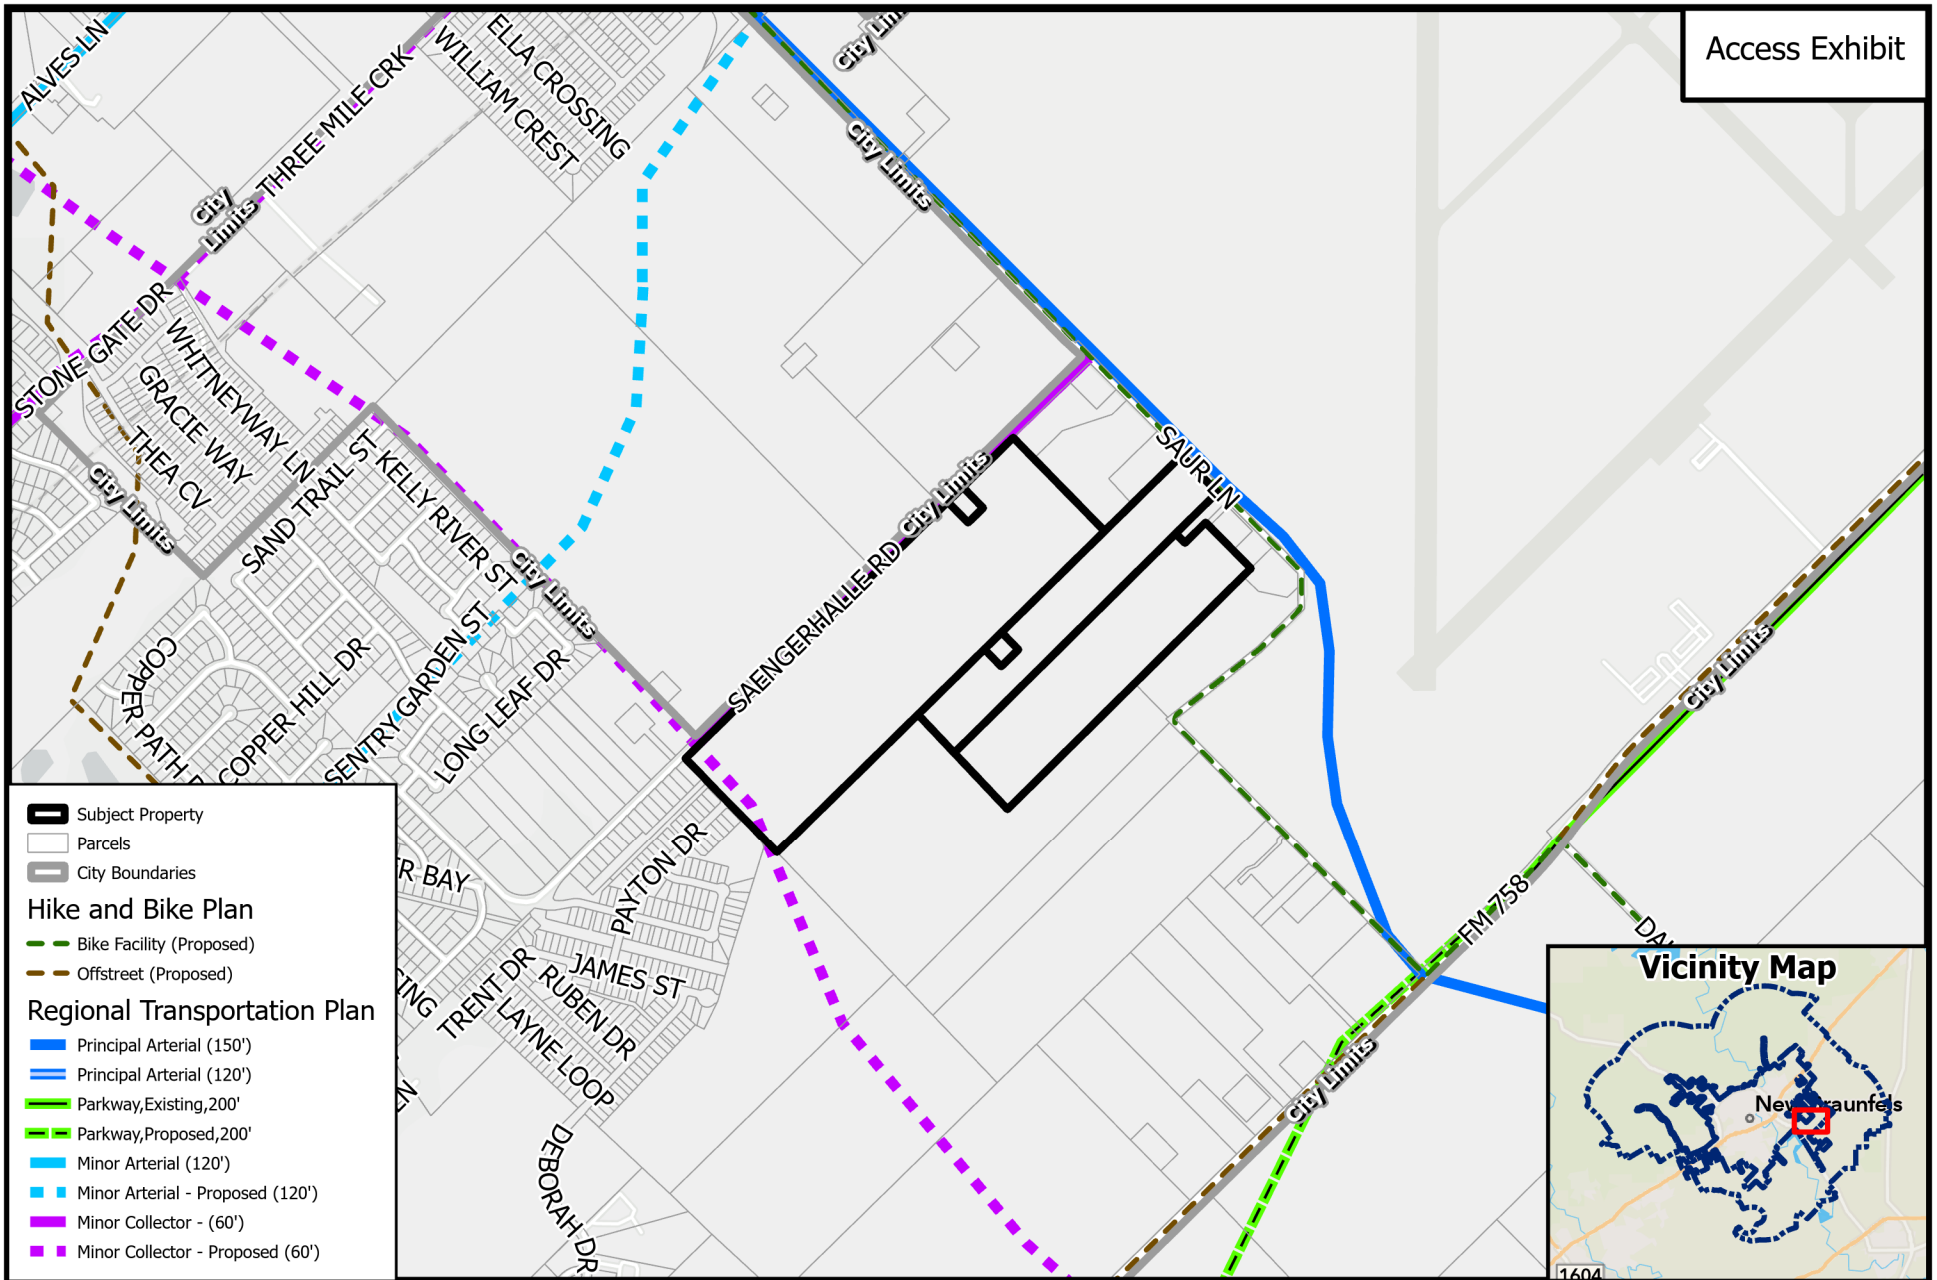 Access Exhibit
ALVES LN
THREE MILE CRK
ELLA CROSSING
WILLIAM CREST
City Lim
City Limits
City
Limits
STONE GATE DR
WHITNEYWAY LN
GRACIE WAY
THEA CV
City Limits
SAND TRAIL ST
KELLY RIVER ST
City Limits
SAUR LN
City Limits
SAENGERHALLE RD
COPPER PATH
COPPER HILL DR
SENTRY GARDEN ST
LONG LEAF DR
City Limits
PAYTON DR
R BAY
JAMES ST
TRENT DR
RUBEN DR
LAYNE LOOP
DEBORAH DR
FM 758
City Limits
Subject Property
Parcels
City Boundaries
Hike and Bike Plan
Bike Facility (Proposed)
Offstreet (Proposed)
Regional Transportation Plan
Principal Arterial (150')
Principal Arterial (120')
Parkway,Existing,200'
Parkway,Proposed,200'
Minor Arterial (120')
Minor Arterial - Proposed (120')
Minor Collector - (60')
Minor Collector - Proposed (60')
Vicinity Map
New Braunfels
1604